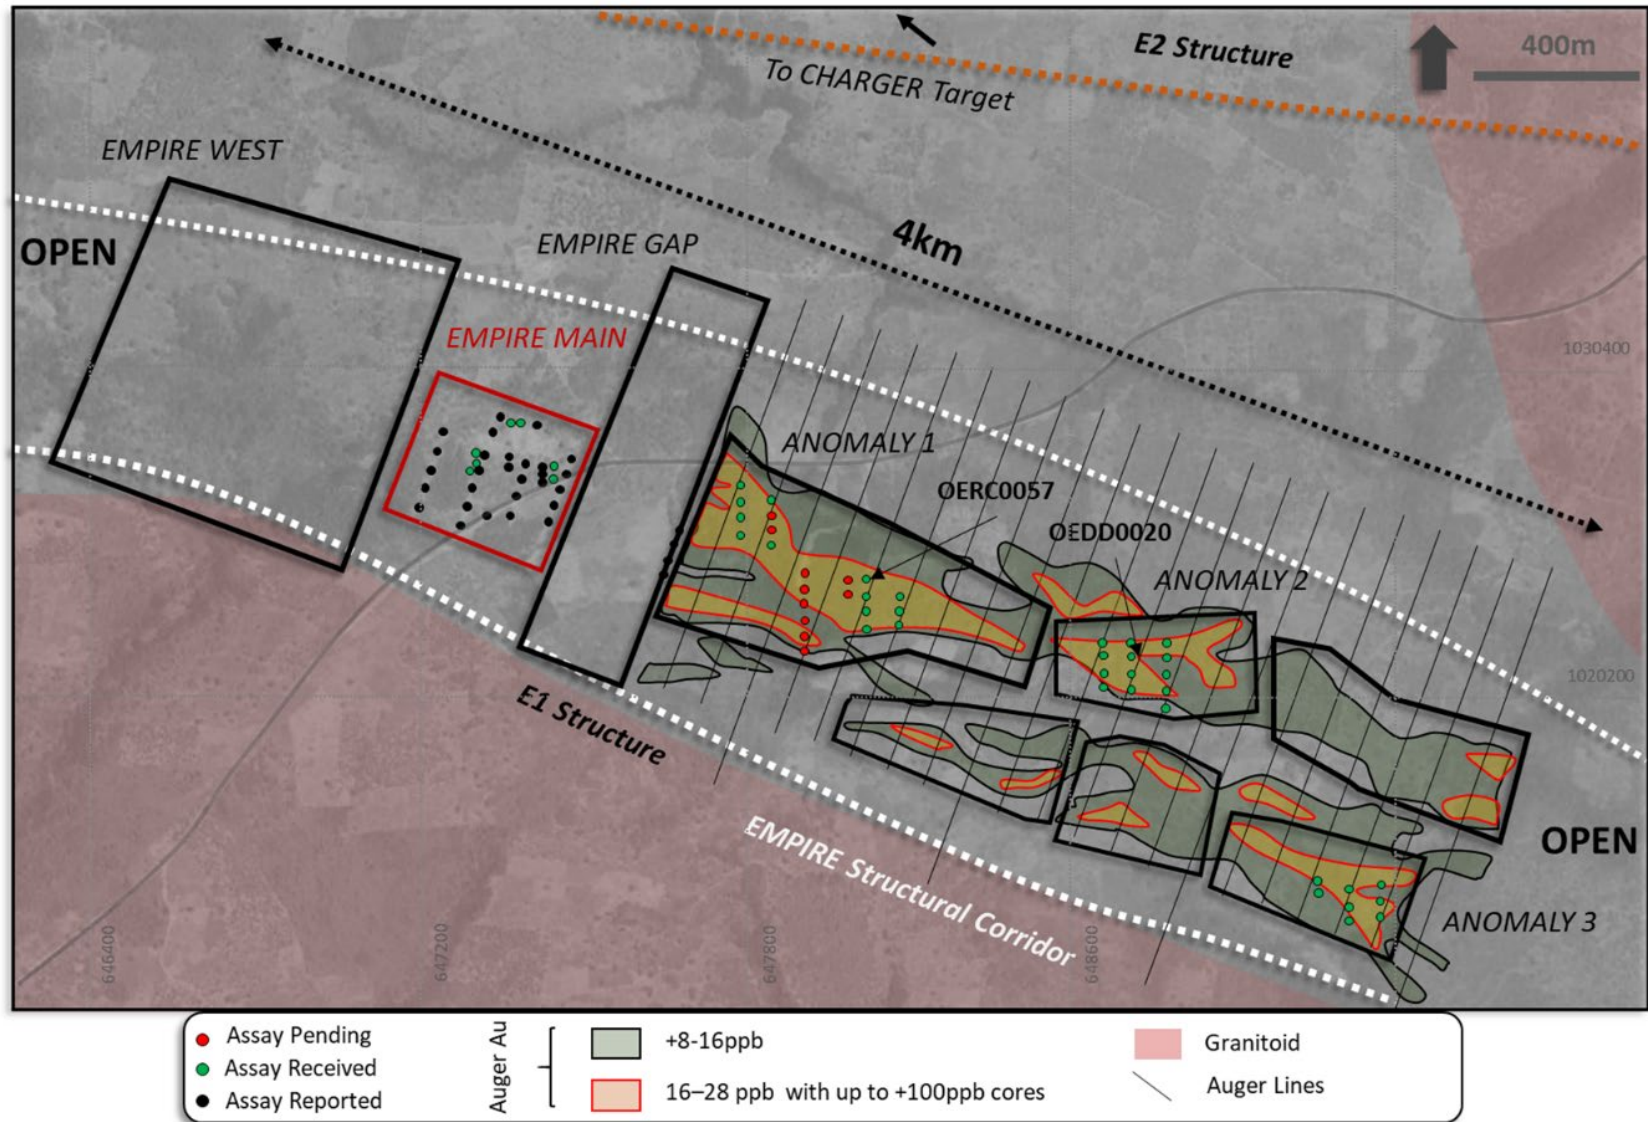 E2 Structure
400m
To CHARGER Target
EMPIRE WEST
4km
EMPIRE GAP
OPEN
EMPIRE MAIN
1030400
ANOMALY 1
OERC0057
OEDD0020
ANOMALY 2
1020200
E1 Structure
EMPIRE Structural Corridor
OPEN
ANOMALY 3
646400
647200
647800
648600
Assay Pending
Assay Received
Assay Reported
Auger Au
+8-16ppb
16–28 ppb with up to +100ppb cores
Granitoid
Auger Lines